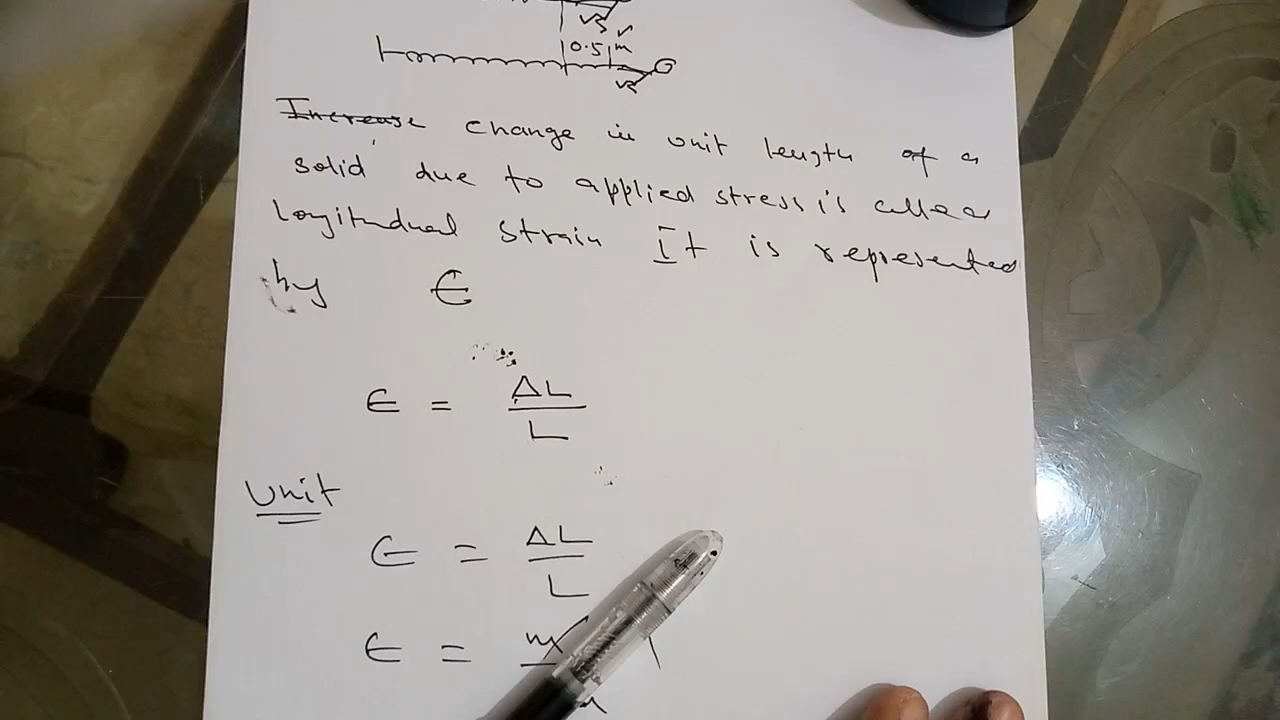 0.5 m
Increase change in unit length of a
solid due to applied stress is called
Longitudual strain It is represented
by ϵ
ϵ = ΔL
L
Unit
ϵ = ΔL
L
ϵ = m